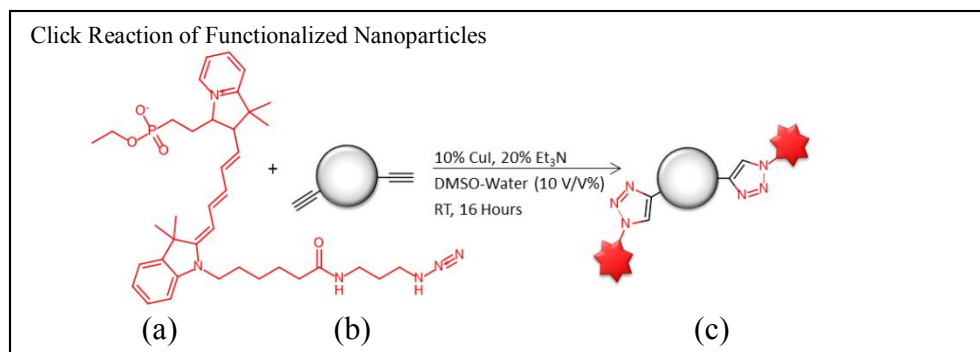 Click Reaction of Functionalized Nanoparticles
N+
O-
O
P
O
+
10% CuI, 20% Et₃N
DMSO-Water (10 V/V%)
RT, 16 Hours
N
N
N
N
N
N
N
O
N
H
N
H
N
N
(a)
(b)
(c)